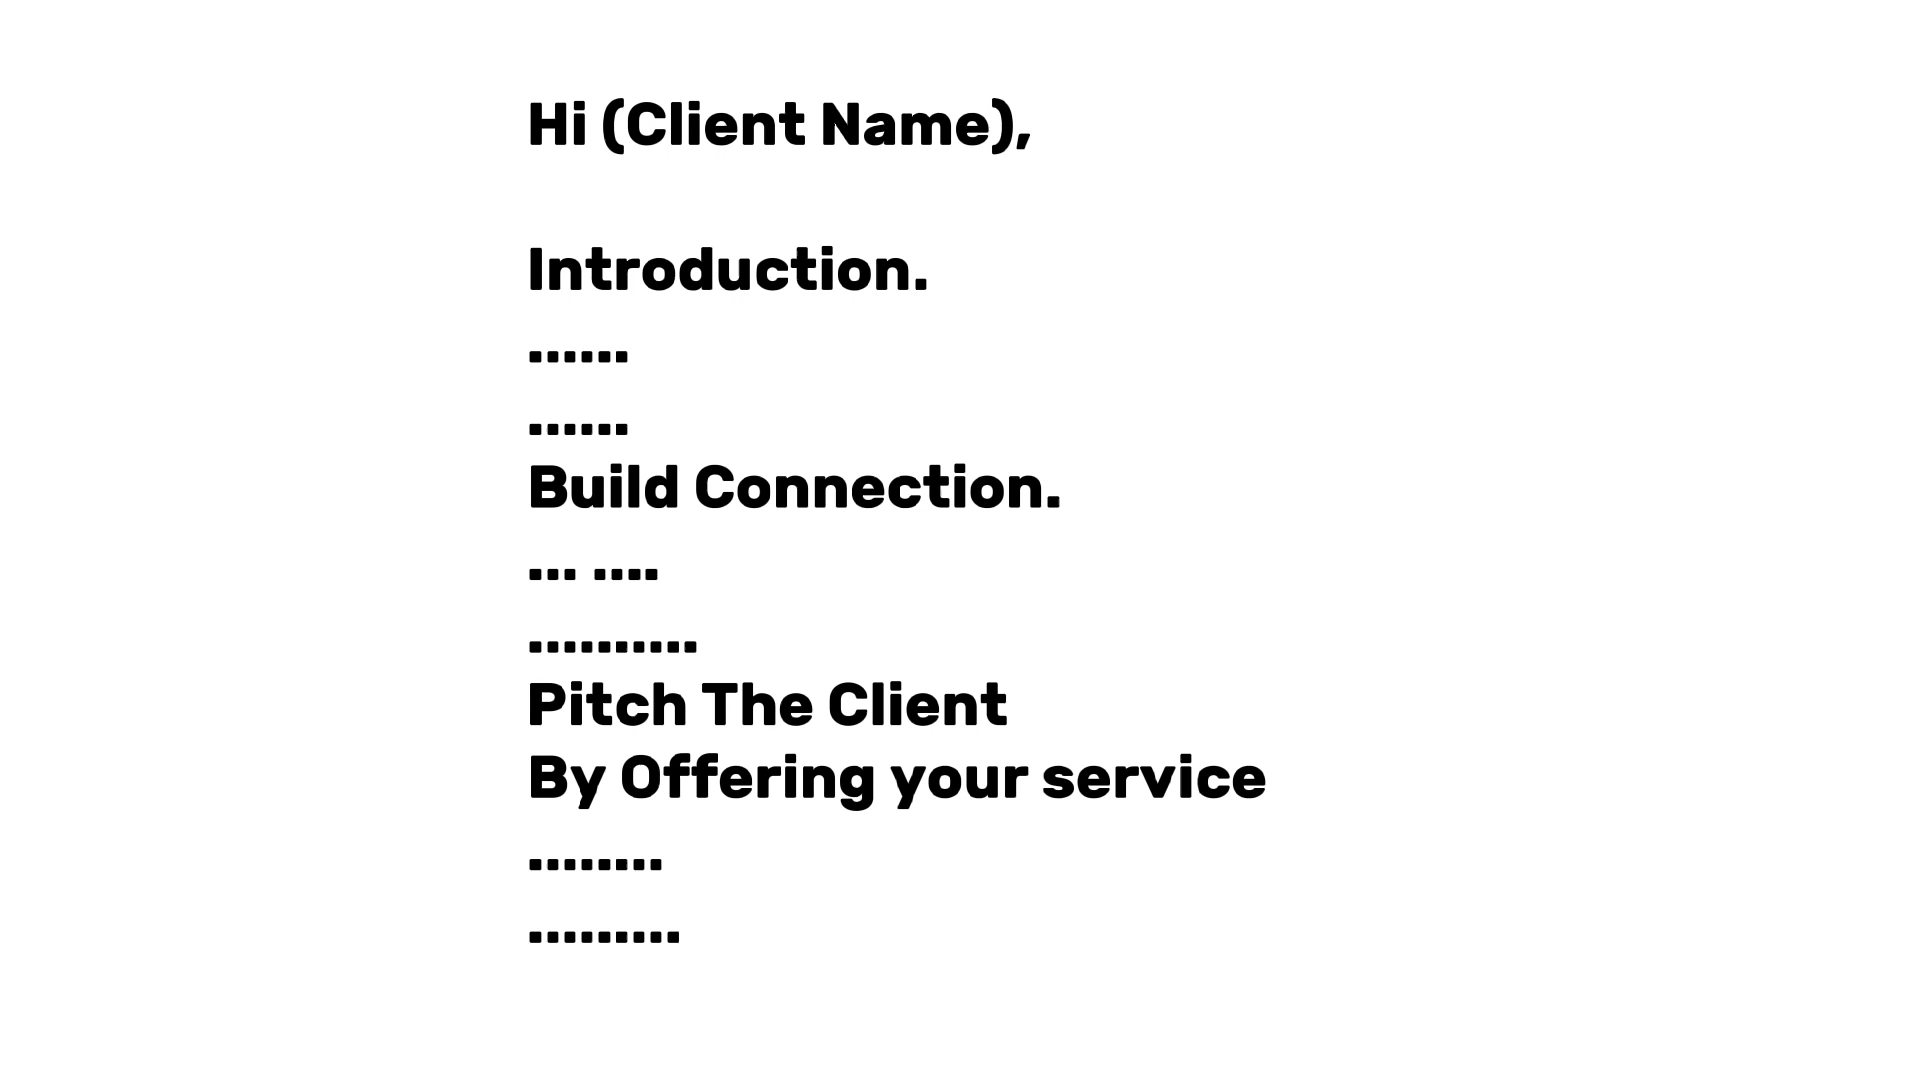 Hi (Client Name),
Introduction.
......
......
Build Connection.
... ....
..........
Pitch The Client
By Offering your service
........
.........